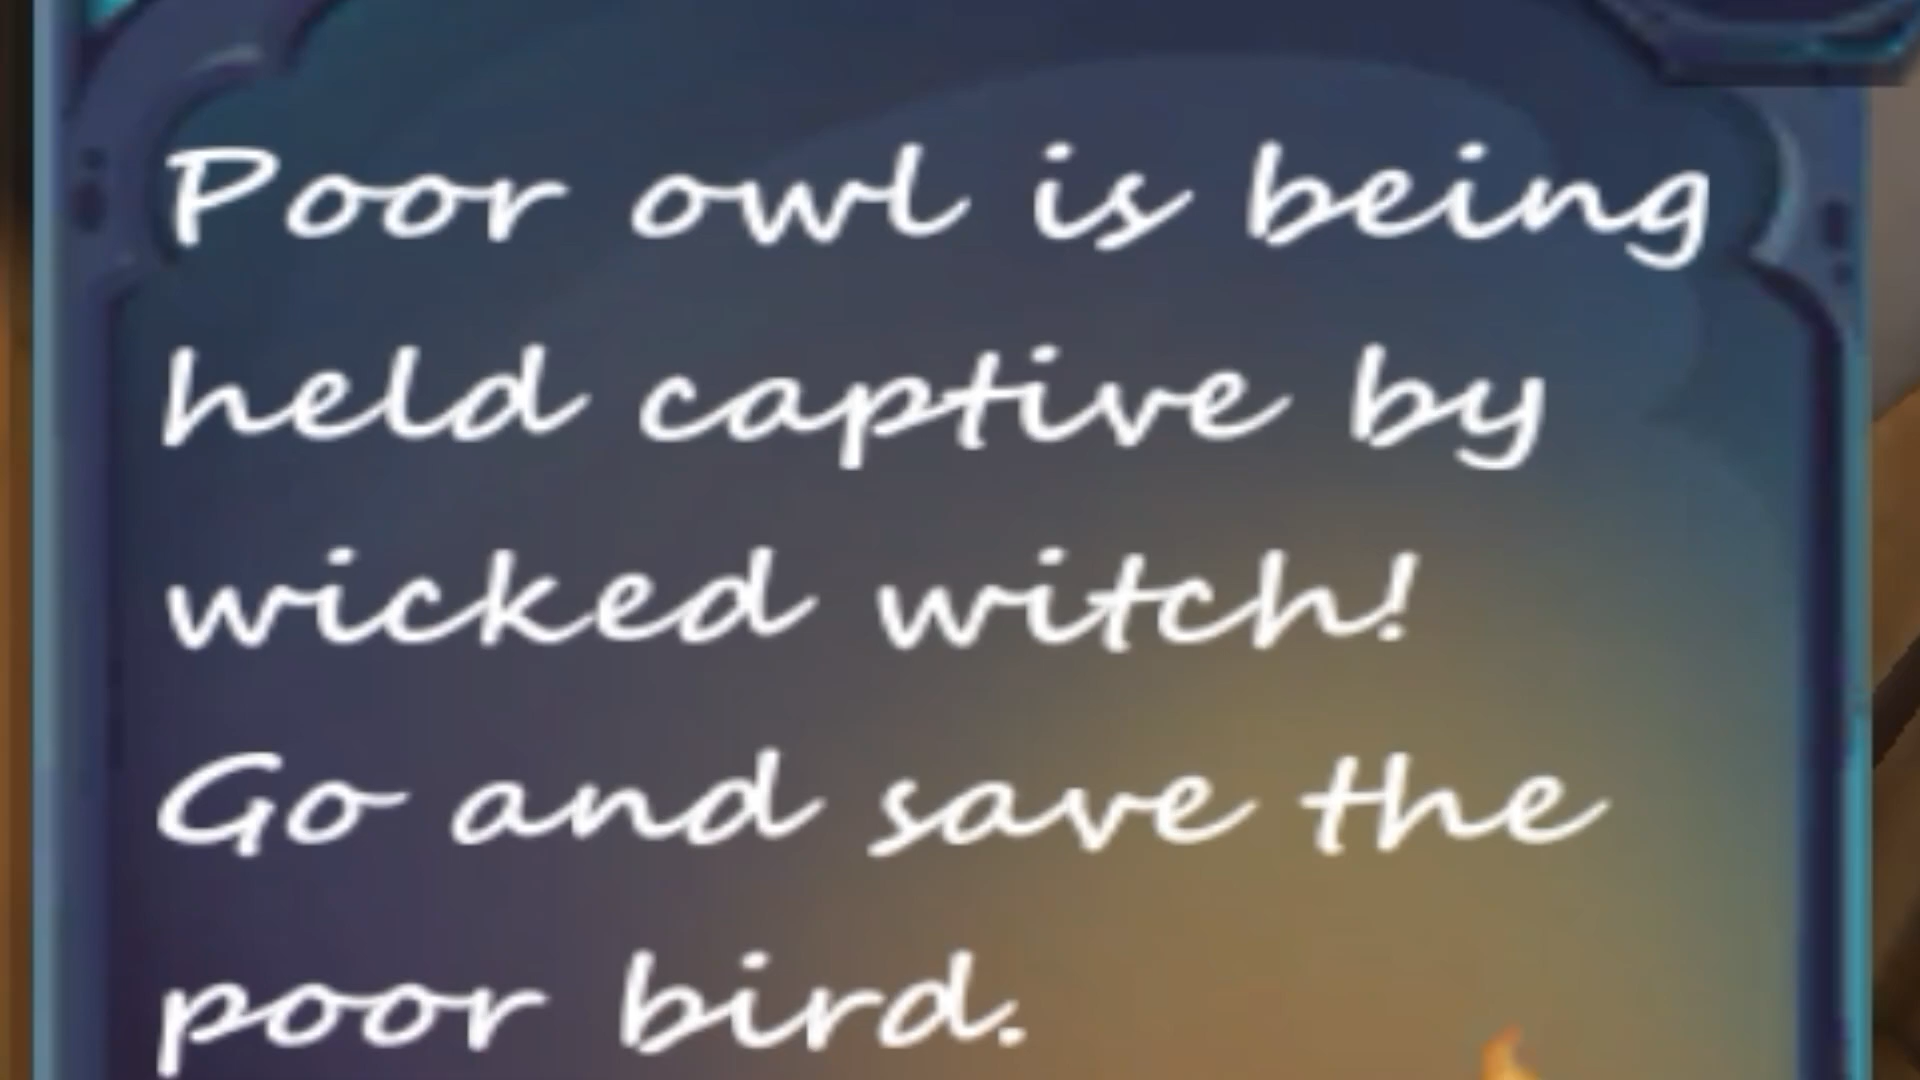 Poor owl is being
held captive by
wicked witch!
Go and save the
poor bird.